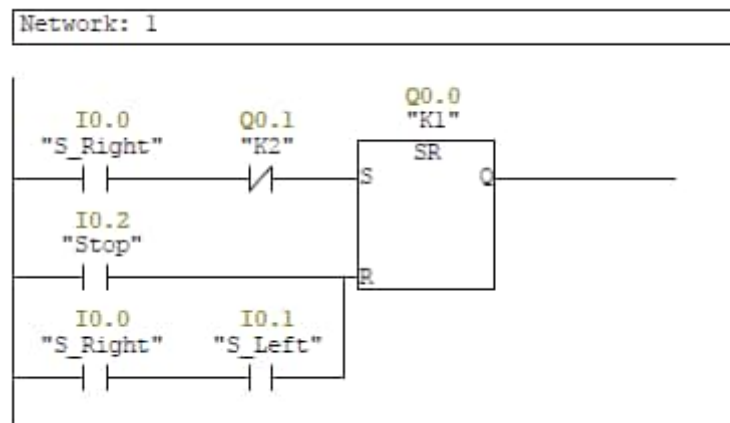 Network: 1
Q0.0
I0.0 Q0.1 "K1"
"S_Right" "K2" SR
S Q
I0.2
"Stop"
R
I0.0 I0.1
"S_Right" "S_Left"